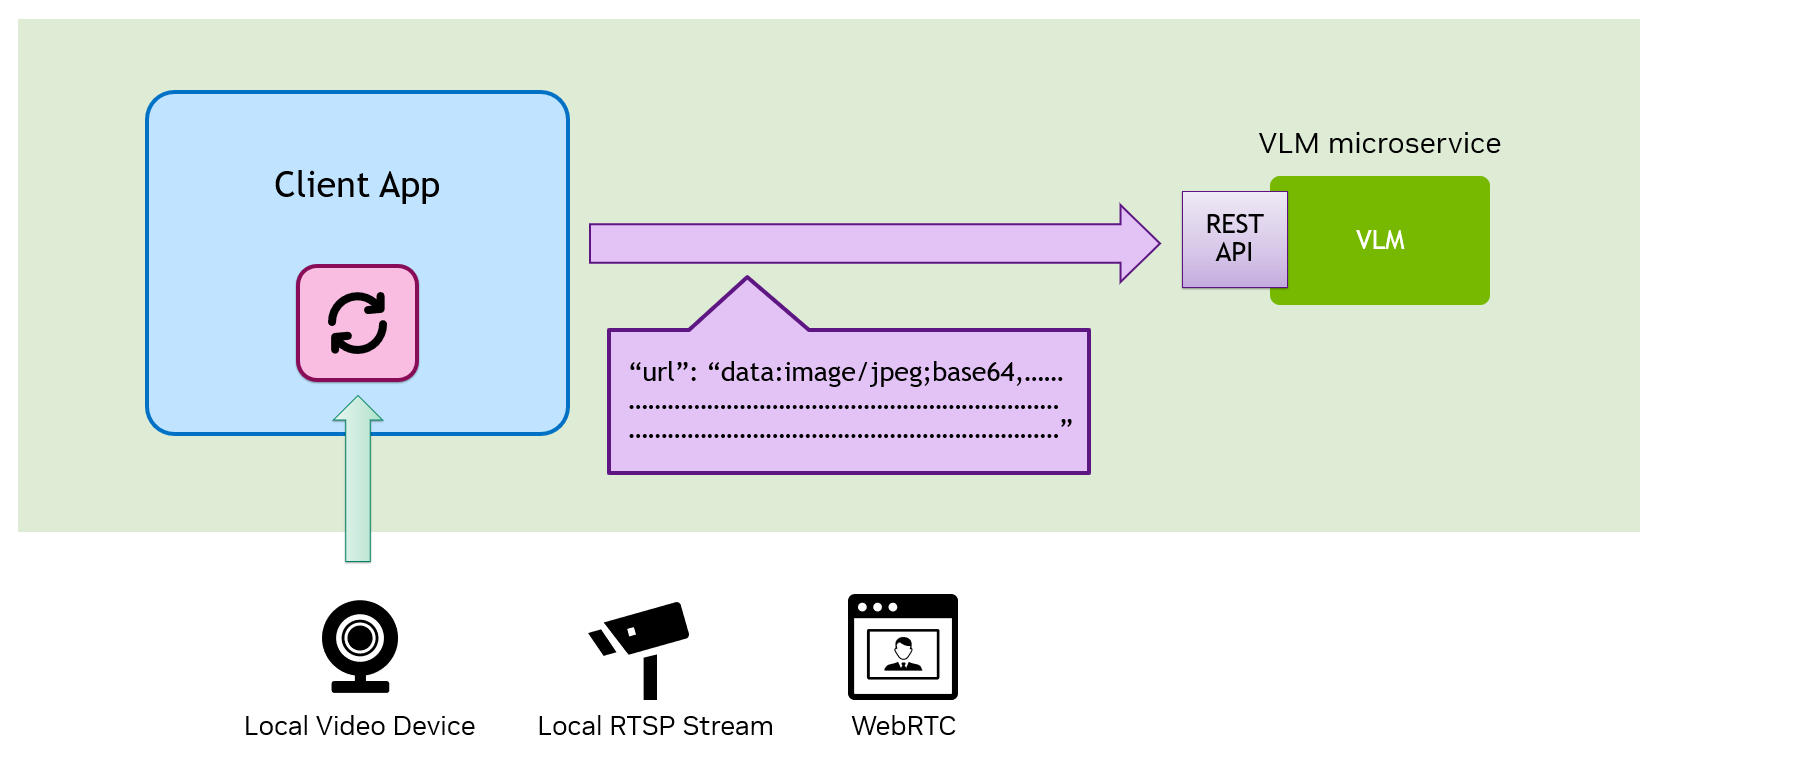 Client App
VLM microservice
REST
API
VLM
“url”: “data:image/jpeg;base64,......
..................................................................
..................................................................”
Local Video Device
Local RTSP Stream
WebRTC